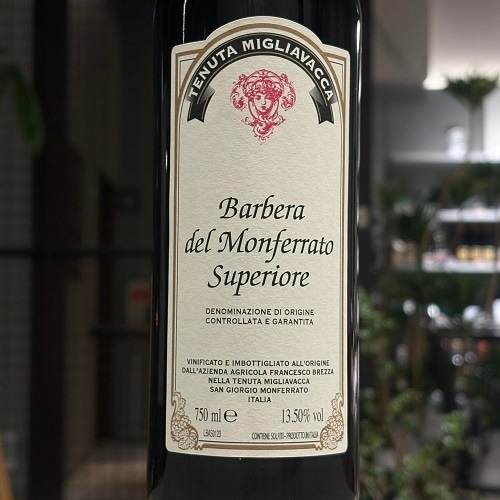 TENUTA MIGLIAVACCA
Barbera
del Monferrato
Superiore
DENOMINAZIONE DI ORIGINE
CONTROLLATA E GARANTITA
VINIFICATO E IMBOTTIGLIATO ALL'ORIGINE
DALL'AZIENDA AGRICOLA FRANCESCO BREZZA
NELLA TENUTA MIGLIAVACCA
SAN GIORGIO MONFERRATO
ITALIA
750 ml ℮ 13.50% vol
CONTIENE SOLFITI - PRODOTTO IN ITALIA